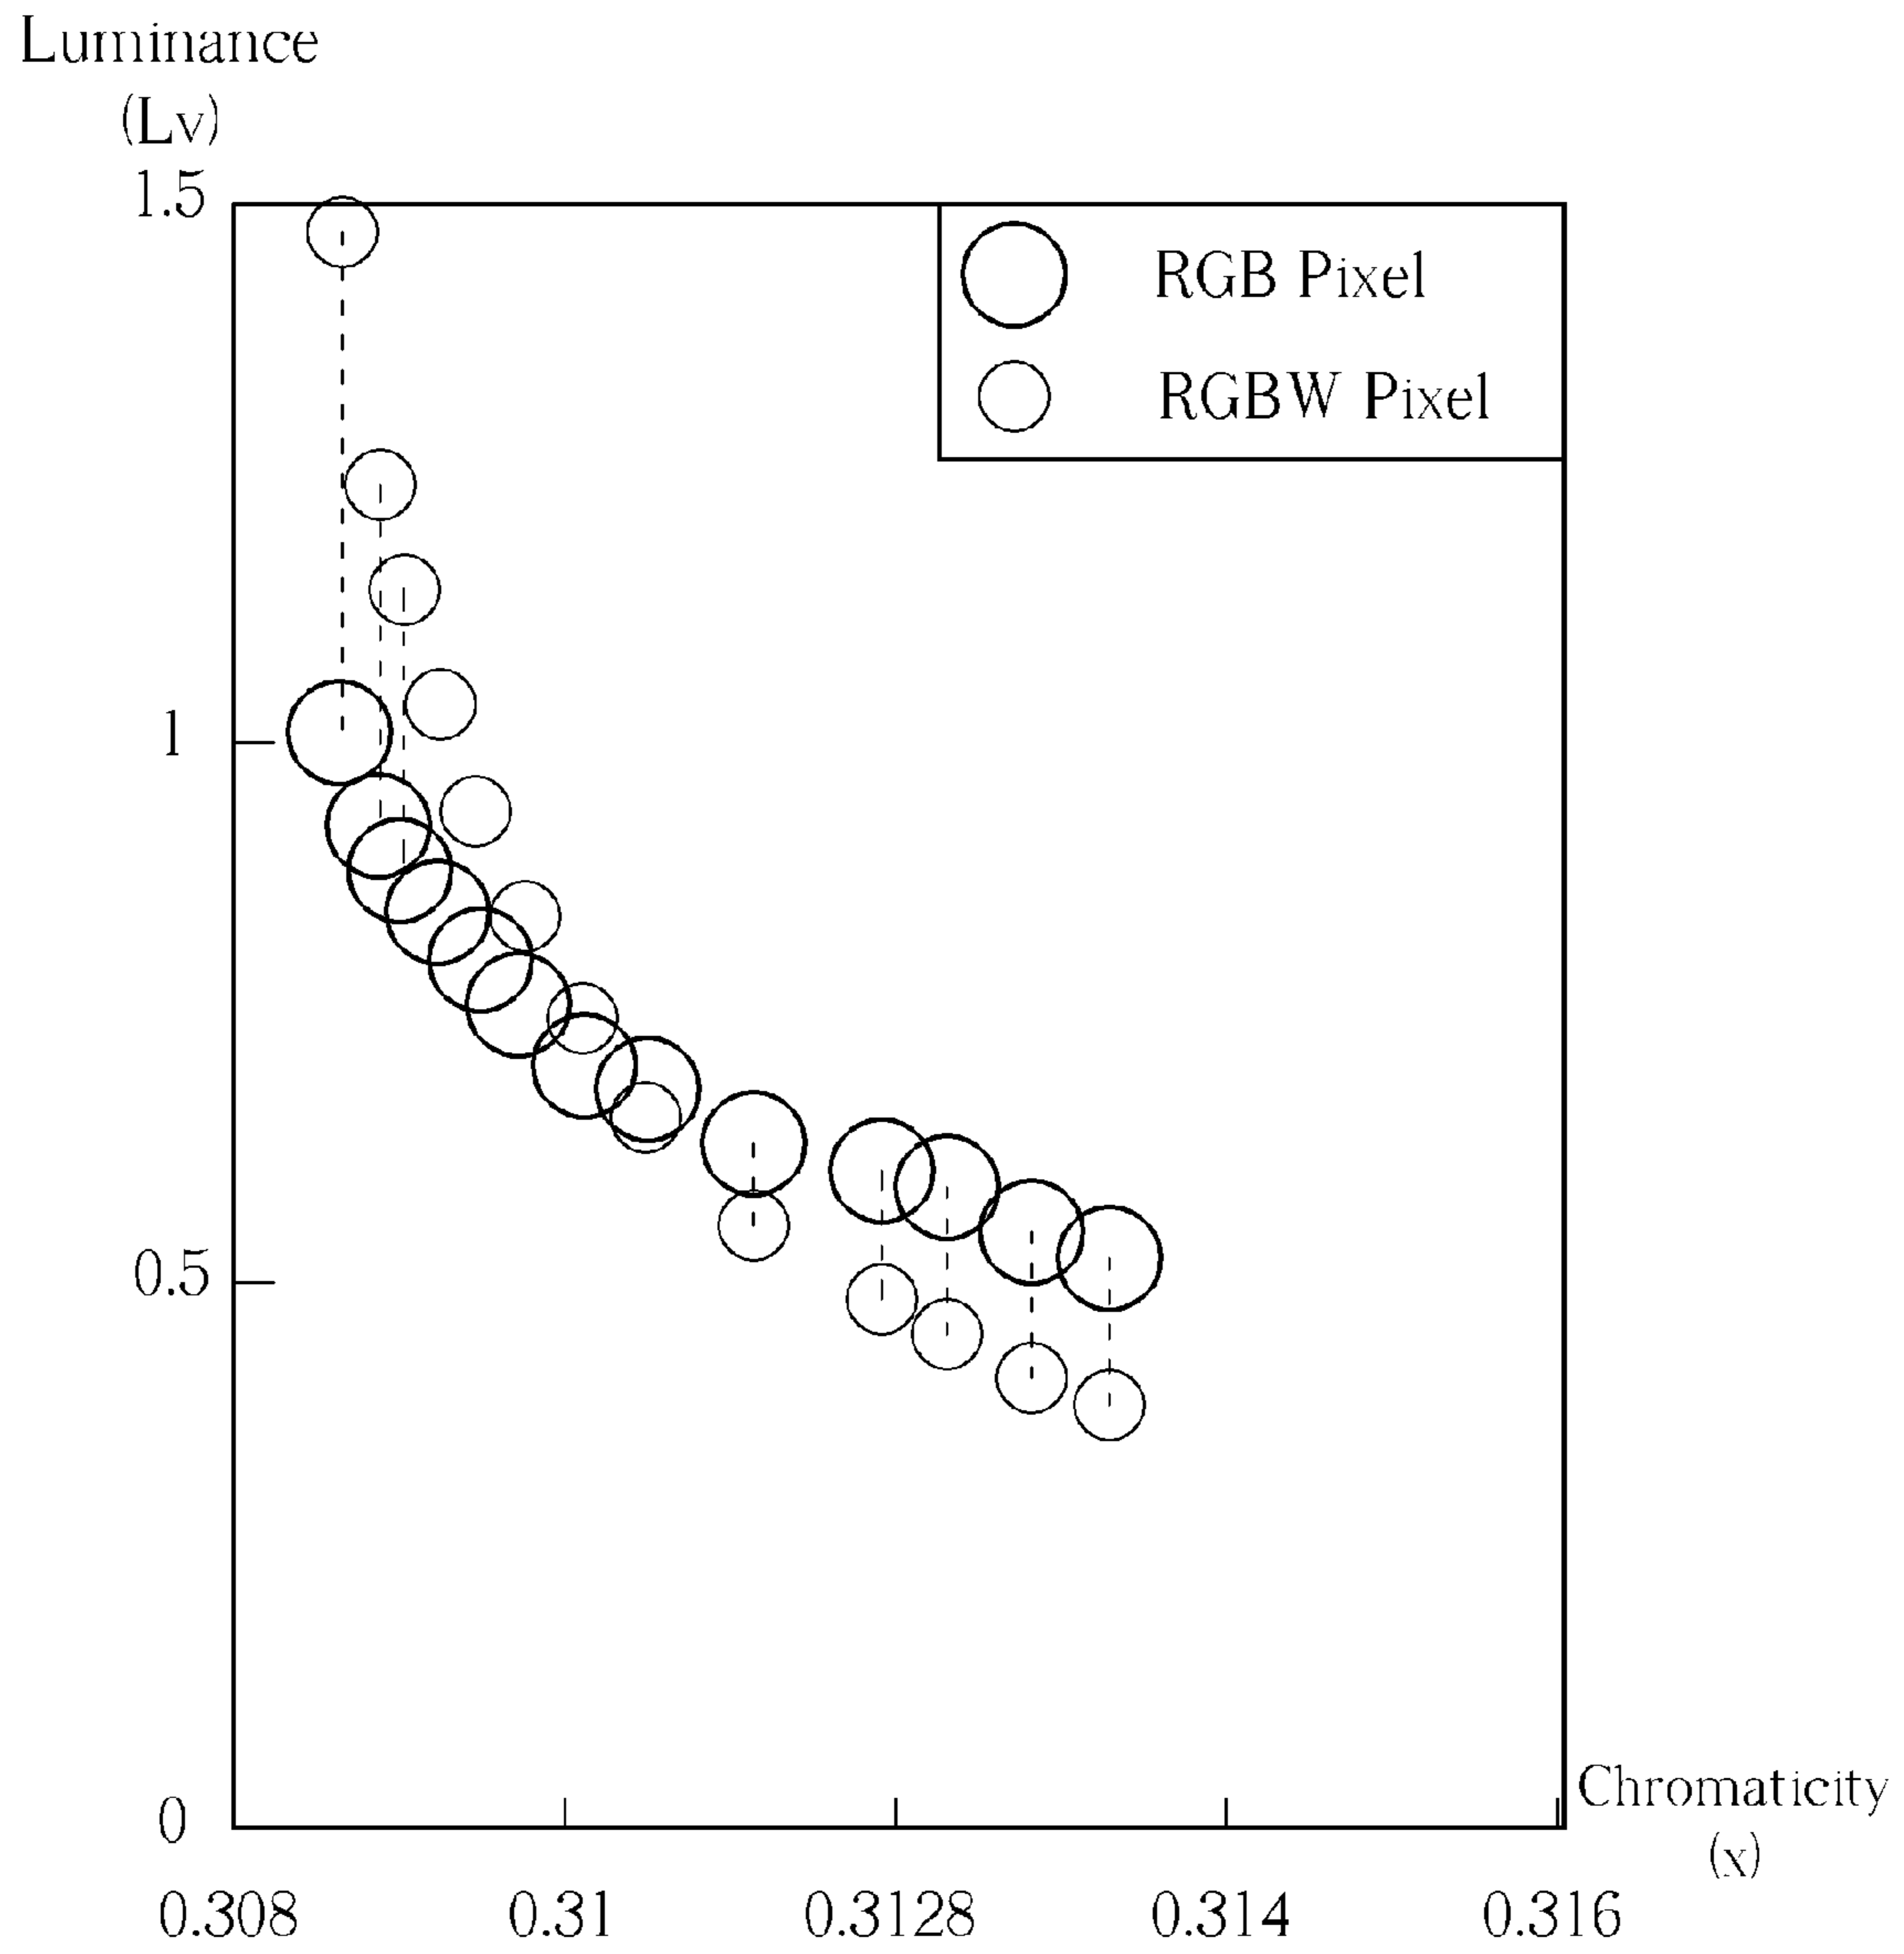 Luminance
(Lv)
1.5
RGB Pixel
RGBW Pixel
1
0.5
0
Chromaticity
(x)
0.308 0.31 0.3128 0.314 0.316